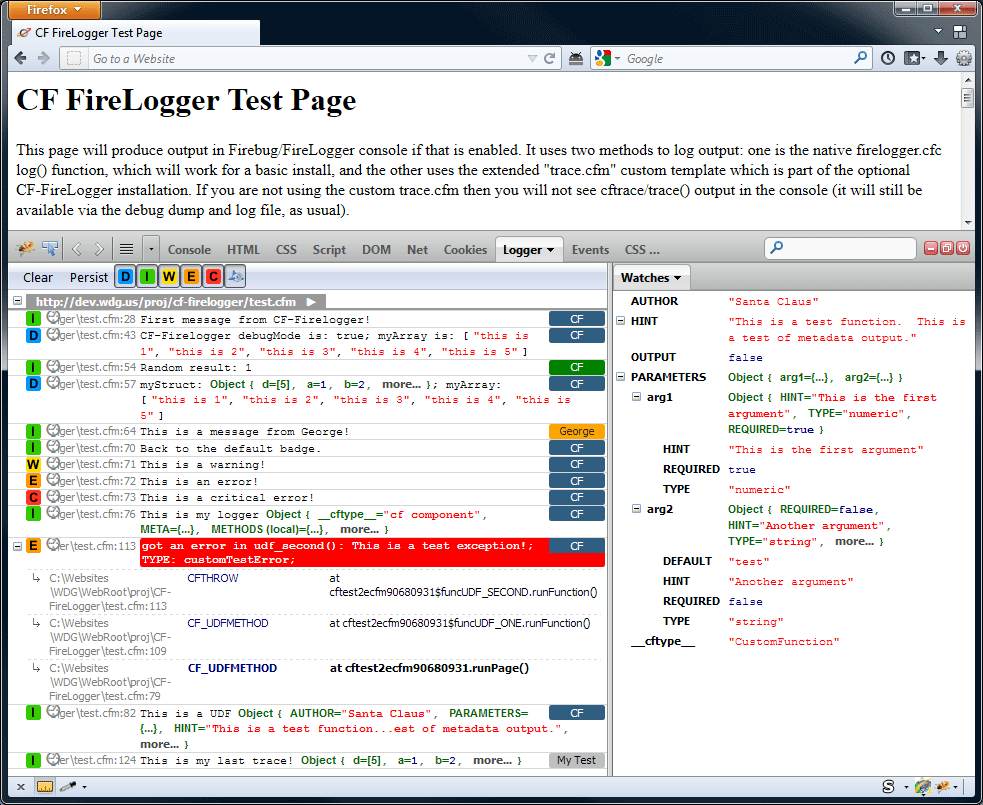 Firefox
CF FireLogger Test Page
Go to a Website
Google
CF FireLogger Test Page
This page will produce output in Firebug/FireLogger console if that is enabled. It uses two methods to log output: one is the native firelogger.cfc
log() function, which will work for a basic install, and the other uses the extended "trace.cfm" custom template which is part of the optional
CF-FireLogger installation. If you are not using the custom trace.cfm then you will not see cftrace/trace() output in the console (it will still be
available via the debug dump and log file, as usual).
Console HTML CSS Script DOM Net Cookies Logger Events CSS ...
Clear Persist D I W E C
http://dev.wdg.us/proj/cf-firelogger/test.cfm
I ger\test.cfm:28 First message from CF-Firelogger! CF
D ger\test.cfm:43 CF-Firelogger debugMode is: true; myArray is: [ "this is CF
1", "this is 2", "this is 3", "this is 4", "this is 5" ]
I ger\test.cfm:54 Random result: 1 CF
D ger\test.cfm:57 myStruct: Object { d=[5], a=1, b=2, more... }; myArray: CF
[ "this is 1", "this is 2", "this is 3", "this is 4", "this is
5" ]
I ger\test.cfm:64 This is a message from George! George
I ger\test.cfm:70 Back to the default badge. CF
W ger\test.cfm:71 This is a warning! CF
E ger\test.cfm:72 This is an error! CF
C ger\test.cfm:73 This is a critical error! CF
I ger\test.cfm:76 This is my logger Object { __cftype__="cf component", CF
META={...}, METHODS (local)={...}, more... }
E er\test.cfm:113 got an error in udf_second(): This is a test exception!; CF
TYPE: customTestError;
C:\Websites CFTHROW at
\WDG\WebRoot\proj\CF- cftest2ecfm90680931$funcUDF_SECOND.runFunction()
FireLogger\test.cfm:113
C:\Websites CF_UDFMETHOD at cftest2ecfm90680931$funcUDF_ONE.runFunction()
\WDG\WebRoot\proj\CF-
FireLogger\test.cfm:109
C:\Websites CF_UDFMETHOD at cftest2ecfm90680931.runPage()
\WDG\WebRoot\proj\CF-
FireLogger\test.cfm:79
I ger\test.cfm:82 This is a UDF Object { AUTHOR="Santa Claus", PARAMETERS= CF
{...}, HINT="This is a test function...est of metadata output.",
more... }
I er\test.cfm:124 This is my last trace! Object { d=[5], a=1, b=2, more... } My Test
Watches
AUTHOR "Santa Claus"
HINT "This is a test function. This is
a test of metadata output."
OUTPUT false
PARAMETERS Object { arg1={...}, arg2={...} }
arg1 Object { HINT="This is the first
argument", TYPE="numeric",
REQUIRED=true }
HINT "This is the first argument"
REQUIRED true
TYPE "numeric"
arg2 Object { REQUIRED=false,
HINT="Another argument",
TYPE="string", more... }
DEFAULT "test"
HINT "Another argument"
REQUIRED false
TYPE "string"
__cftype__ "CustomFunction"
S